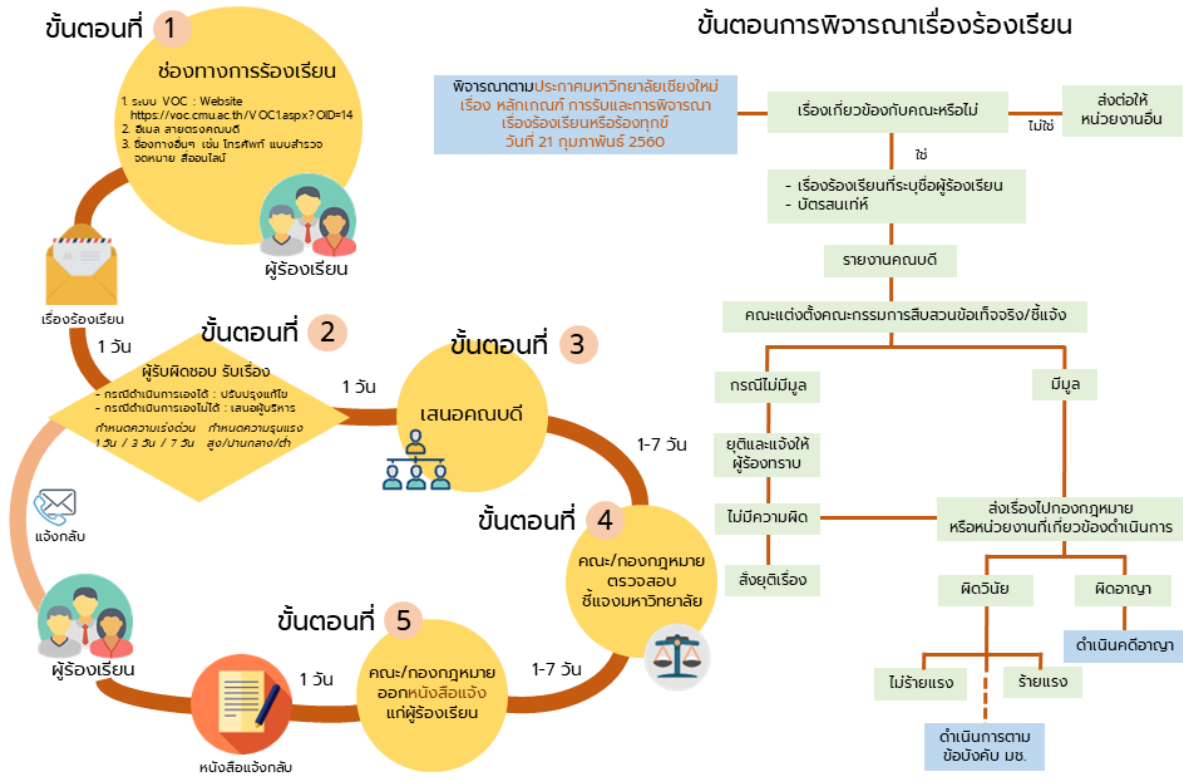 ขั้นตอนที่ 1
ช่องทางการร้องเรียน
1. ระบบ VOC : Website
https://voc.cmu.ac.th/VOC1.aspx?OID=14
2. อีเมล สายตรงคณบดี
3. ช่องทางอื่นๆ เช่น โทรศัพท์ แบบสำรวจ
จดหมาย สื่ออนไลน์
ผู้ร้องเรียน
เรื่องร้องเรียน
1 วัน
ขั้นตอนที่ 2
ผู้รับผิดชอบ รับเรื่อง
- กรณีดำเนินการเองได้ : ปรับปรุงแก้ไข
- กรณีดำเนินการเองไม่ได้ : เสนอผู้บริหาร
กำหนดความเร่งด่วน กำหนดความรุนแรง
1 วัน / 3 วัน / 7 วัน สูง/ปานกลาง/ต่ำ
1 วัน
ขั้นตอนที่ 3
เสนอคณบดี
1-7 วัน
ขั้นตอนที่ 4
คณะ/กองกฎหมาย
ตรวจสอบ
ชี้แจงมหาวิทยาลัย
1-7 วัน
ขั้นตอนที่ 5
คณะ/กองกฎหมาย
ออกหนังสือแจ้ง
แก่ผู้ร้องเรียน
1 วัน
หนังสือแจ้งกลับ
ผู้ร้องเรียน
แจ้งกลับ
ขั้นตอนการพิจารณาเรื่องร้องเรียน
พิจารณาตามประกาศมหาวิทยาลัยเชียงใหม่
เรื่อง หลักเกณฑ์ การรับและการพิจารณา
เรื่องร้องเรียนหรือร้องทุกข์
วันที่ 21 กุมภาพันธ์ 2560
เรื่องเกี่ยวข้องกับคณะหรือไม่
ไม่ใช่
ส่งต่อให้
หน่วยงานอื่น
ใช่
- เรื่องร้องเรียนที่ระบุชื่อผู้ร้องเรียน
- บัตรสนเท่ห์
รายงานคณบดี
คณะแต่งตั้งคณะกรรมการสืบสวนข้อเท็จจริง/ชี้แจ้ง
กรณีไม่มีมูล
มีมูล
ยุติและแจ้งให้
ผู้ร้องทราบ
ไม่มีความผิด
ส่งเรื่องไปกองกฎหมาย
หรือหน่วยงานที่เกี่ยวข้องดำเนินการ
สั่งยุติเรื่อง
ผิดวินัย
ผิดอาญา
ดำเนินคดีอาญา
ไม่ร้ายแรง
ร้ายแรง
ดำเนินการตาม
ข้อบังคับ มช.